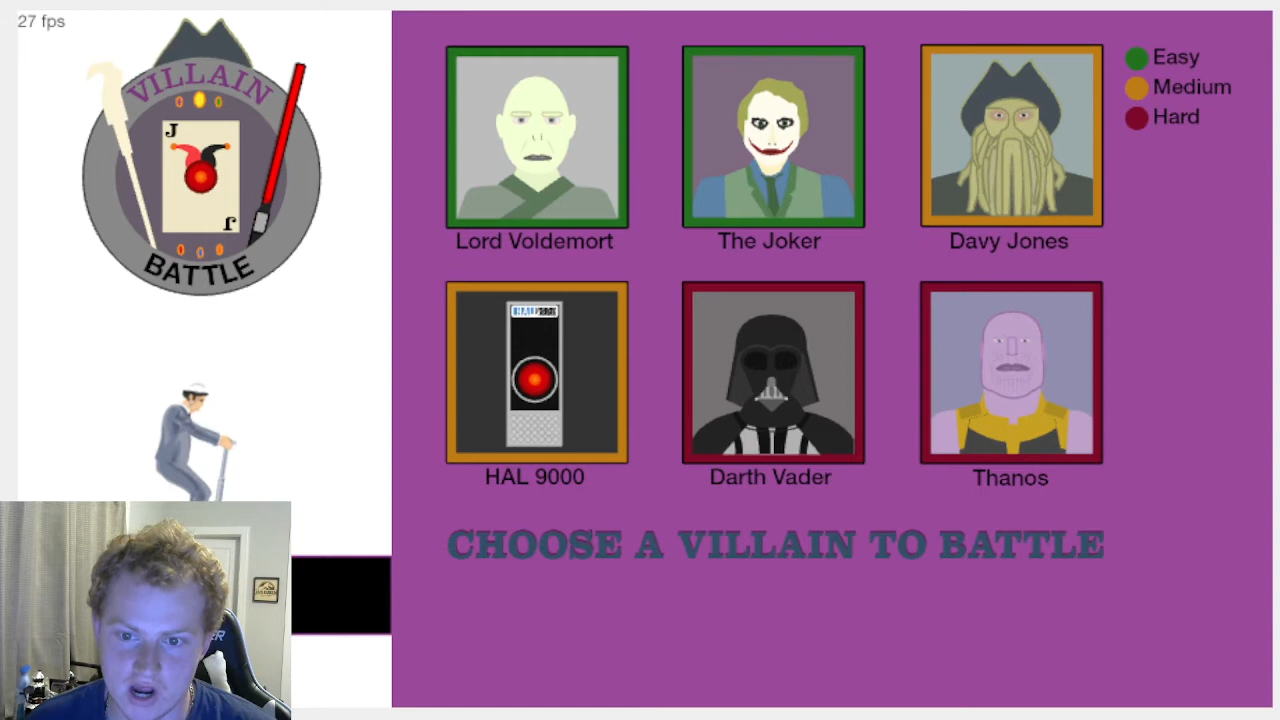 27 fps
VILLAIN
J
J
BATTLE
Easy
Medium
Hard
Lord Voldemort
The Joker
Davy Jones
HAL 9000
Darth Vader
Thanos
CHOOSE A VILLAIN TO BATTLE